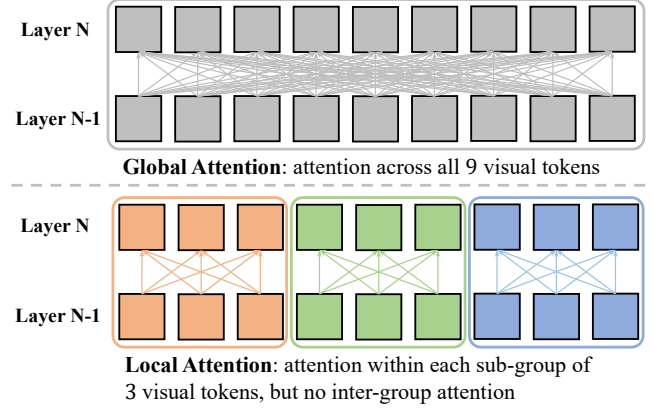 Layer N
Layer N-1
Global Attention: attention across all 9 visual tokens
Layer N
Layer N-1
Local Attention: attention within each sub-group of
3 visual tokens, but no inter-group attention